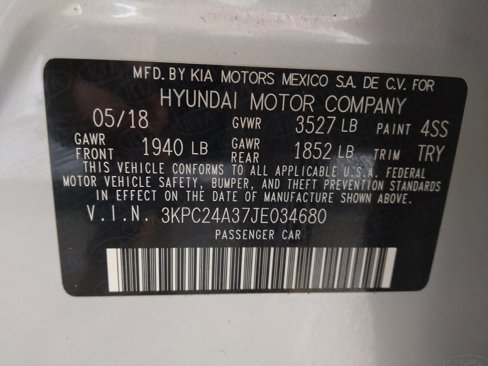 MFD. BY KIA MOTORS MEXICO S.A. DE C.V. FOR
HYUNDAI MOTOR COMPANY
05/18 GVWR 3527 LB PAINT 4SS
GAWR FRONT 1940 LB GAWR REAR 1852 LB TRIM TRY
THIS VEHICLE CONFORMS TO ALL APPLICABLE U.S.A. FEDERAL
MOTOR VEHICLE SAFETY, BUMPER, AND THEFT PREVENTION STANDARDS
IN EFFECT ON THE DATE OF MANUFACTURE SHOWN ABOVE.
V.I.N. 3KPC24A37JE034680
PASSENGER CAR